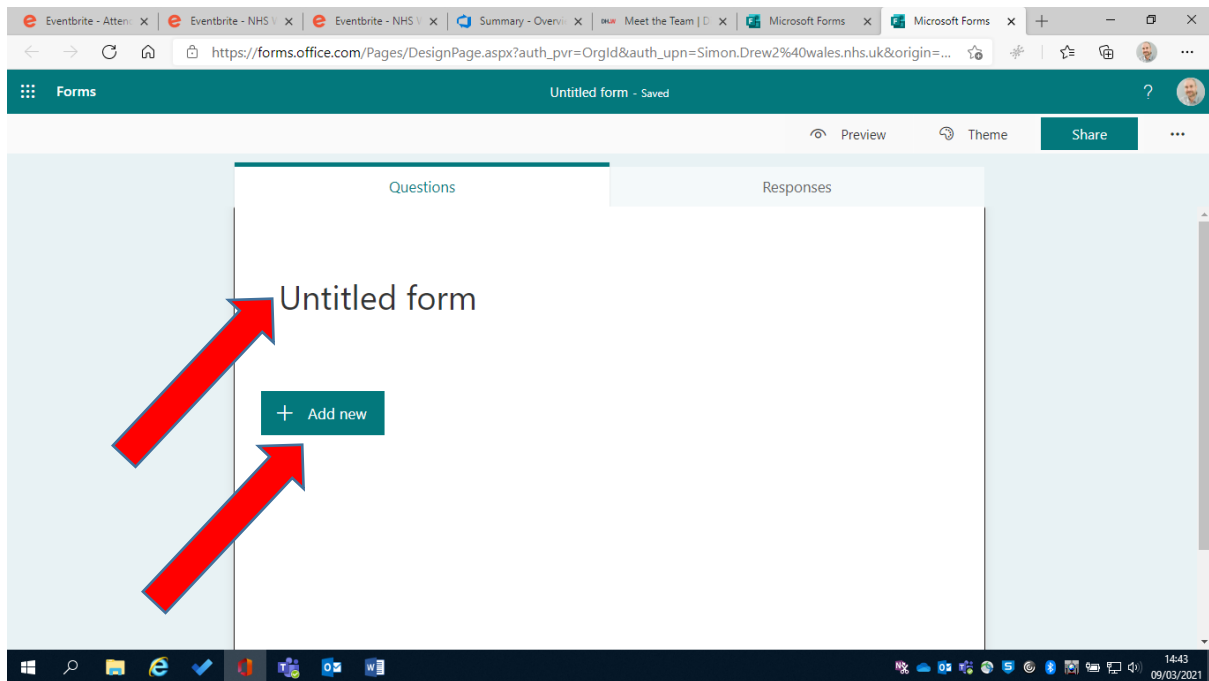 Eventbrite - Atten Eventbrite - NHS V Eventbrite - NHS V Summary - Overvi Meet the Team | D Microsoft Forms Microsoft Forms
https://forms.office.com/Pages/DesignPage.aspx?auth_pvr=OrgId&auth_upn=Simon.Drew2%40wales.nhs.uk&origin=...
Forms Untitled form - Saved ?
Preview Theme Share
Questions Responses
Untitled form
+ Add new
14:43
09/03/2021